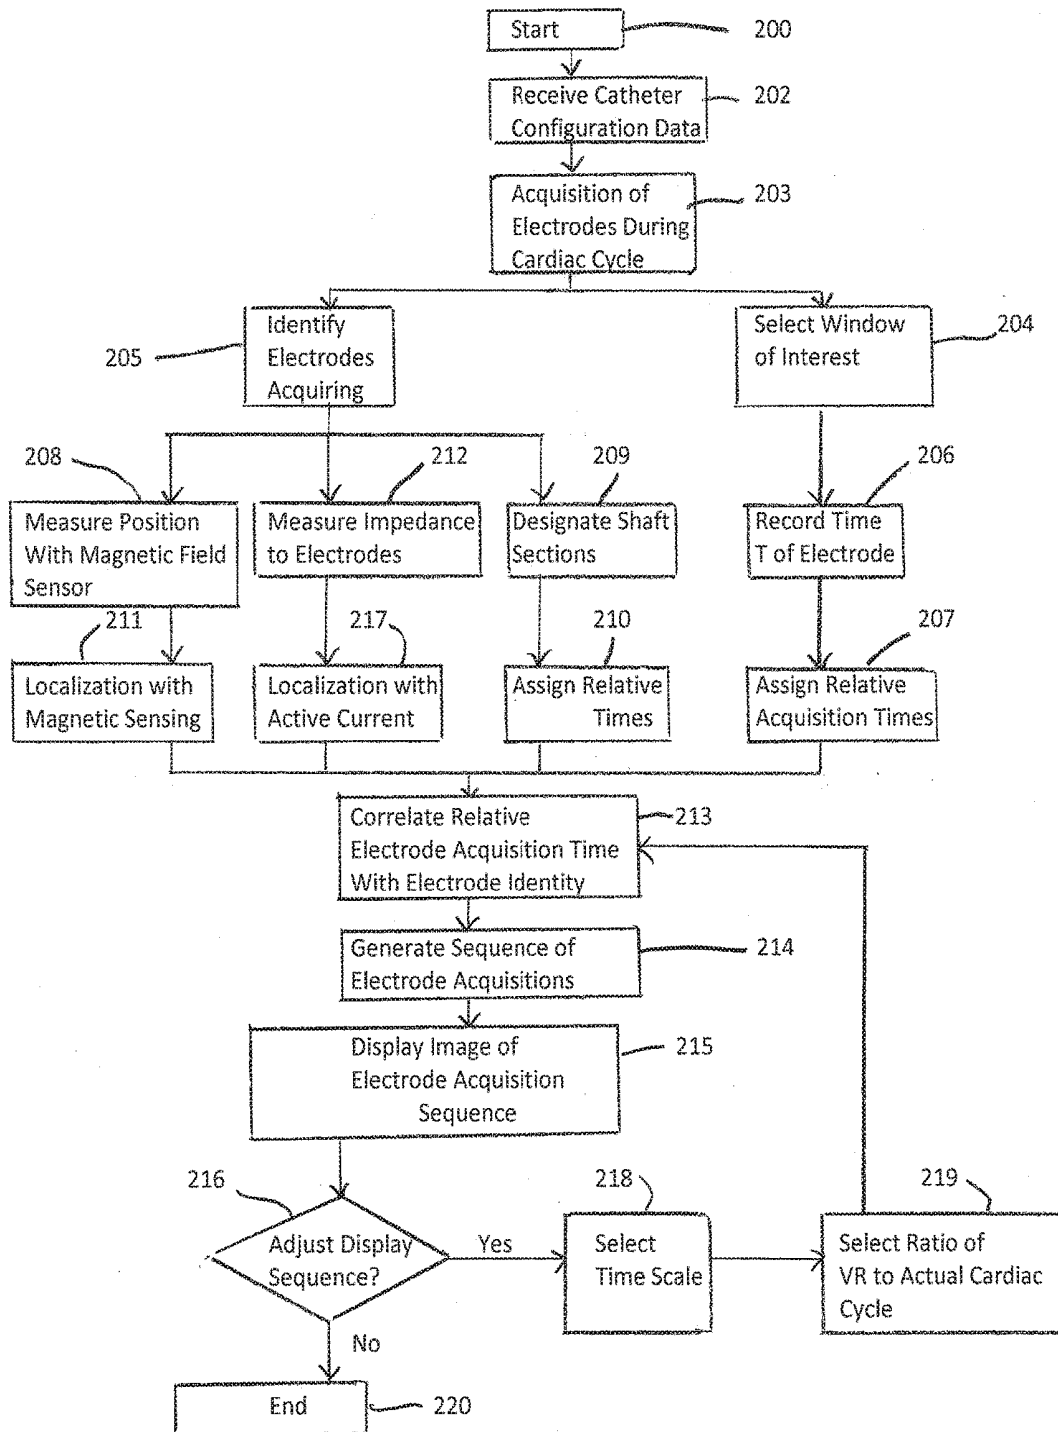 Start
200
Receive Catheter
Configuration Data
202
Acquisition of
Electrodes During
Cardiac Cycle
203
Identify
Electrodes
Acquiring
205
Select Window
of Interest
204
208
212
209
206
Measure Position
With Magnetic Field
Sensor
Measure Impedance
to Electrodes
Designate Shaft
Sections
Record Time
T of Electrode
211
217
210
207
Localization with
Magnetic Sensing
Localization with
Active Current
Assign Relative
Times
Assign Relative
Acquisition Times
Correlate Relative
Electrode Acquisition Time
With Electrode Identity
213
Generate Sequence of
Electrode Acquisitions
214
Display Image of
Electrode Acquisition
Sequence
215
216
Adjust Display
Sequence?
Yes
218
Select
Time Scale
219
Select Ratio of
VR to Actual Cardiac
Cycle
No
End
220